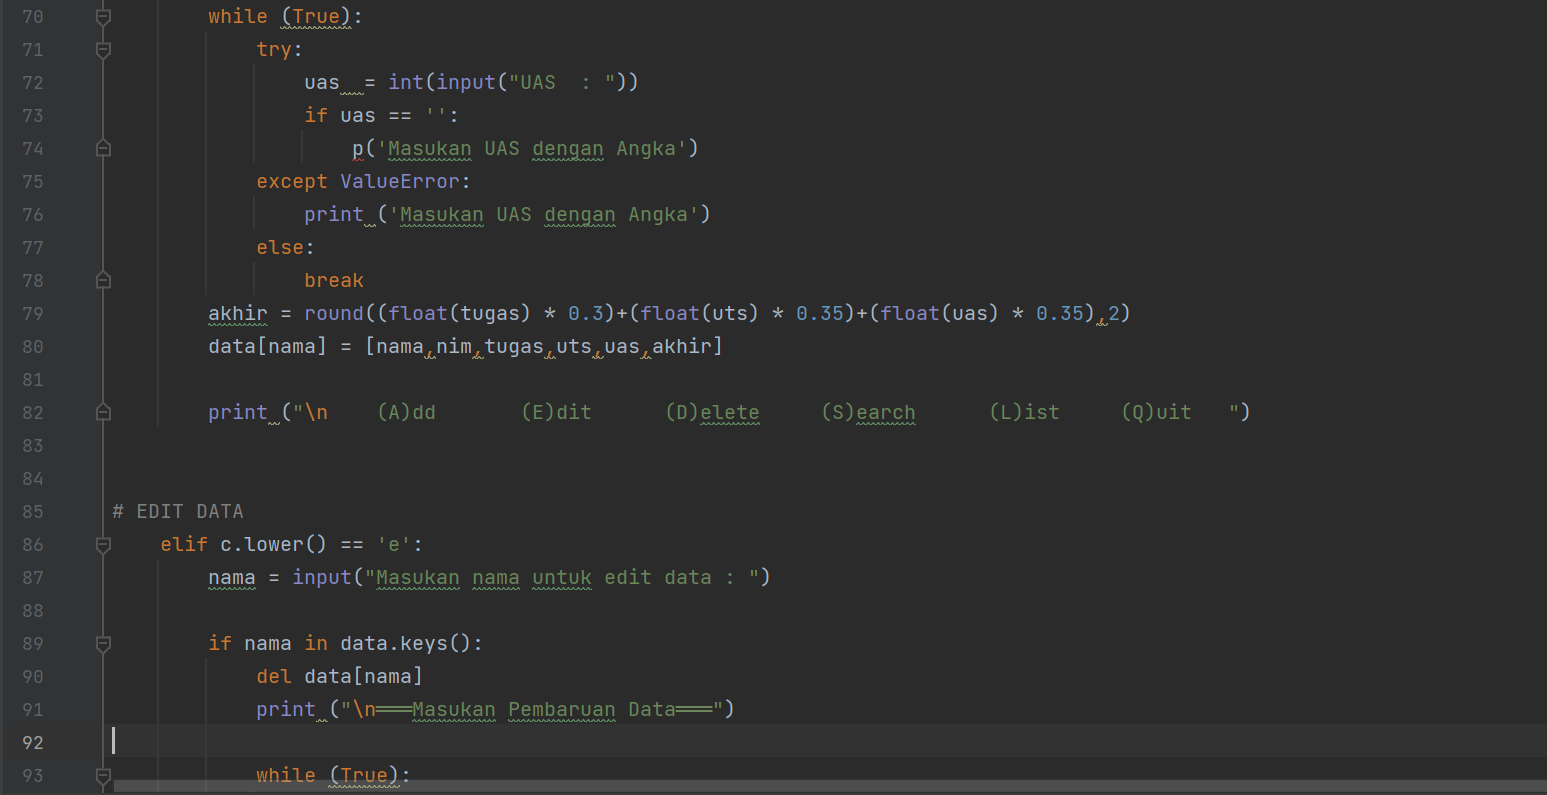 70 while (True):
71 try:
72 uas  = int(input("UAS  : "))
73 if uas == '':
74 p('Masukan UAS dengan Angka')
75 except ValueError:
76 print ('Masukan UAS dengan Angka')
77 else:
78 break
79 akhir = round((float(tugas) * 0.3)+(float(uts) * 0.35)+(float(uas) * 0.35),2)
80 data[nama] = [nama,nim,tugas,uts,uas,akhir]
81
82 print ("\n    (A)dd       (E)dit      (D)elete     (S)earch      (L)ist     (Q)uit   ")
83
84
85 # EDIT DATA
86 elif c.lower() == 'e':
87 nama = input("Masukan nama untuk edit data : ")
88
89 if nama in data.keys():
90 del data[nama]
91 print ("\n===Masukan Pembaruan Data===")
92
93 while (True):